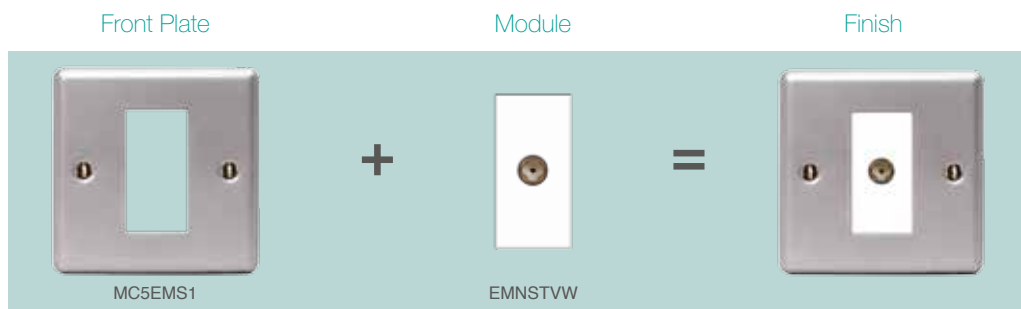 Front Plate Module Finish
+ =
MC5EMS1 EMNSTVW